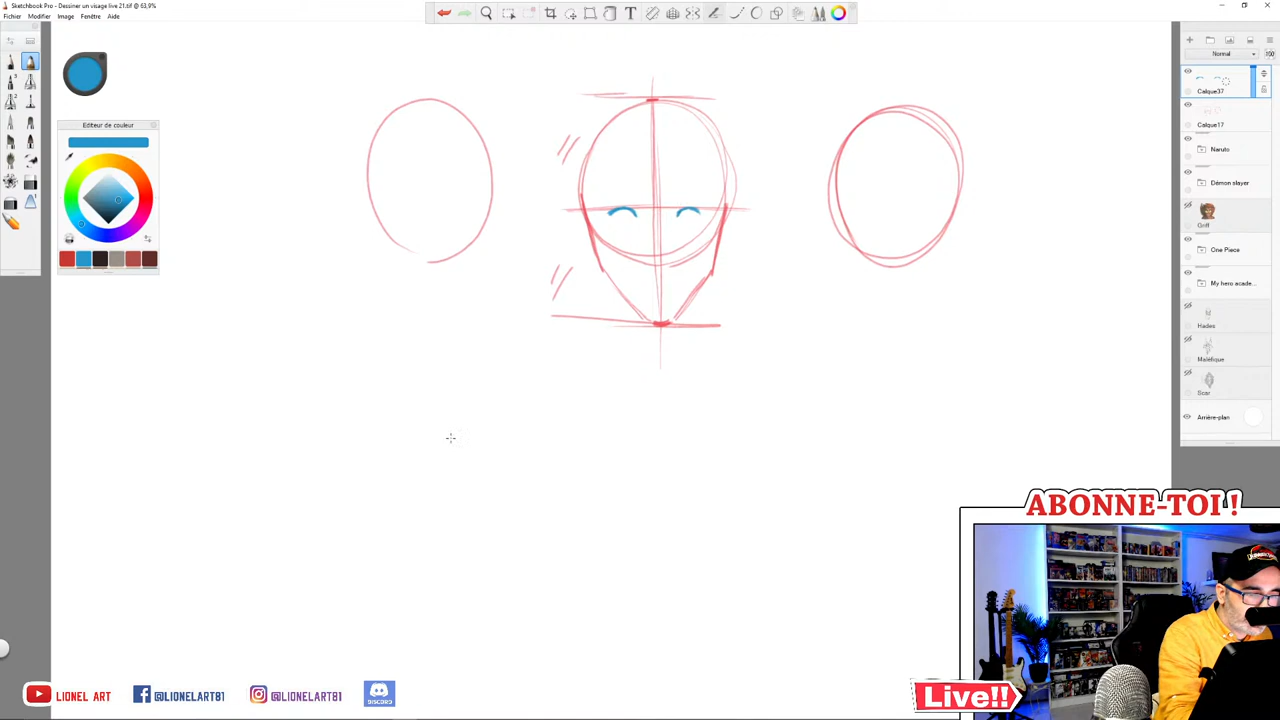 Sketchbook Pro - Dessiner un visage live 21.tif @ 63,9%
Fichier Modifier Image Fenêtre Aide
T
Editeur de couleur
Normal
100
Calque37
Calque17
Naruto
Démon slayer
Griff
One Piece
My hero acade...
Hades
Maléfique
Scar
Arrière-plan
ABONNE-TOI !
LIONEL ART
@LIONELART81
@LIONELART81
DISCORD
Live!!